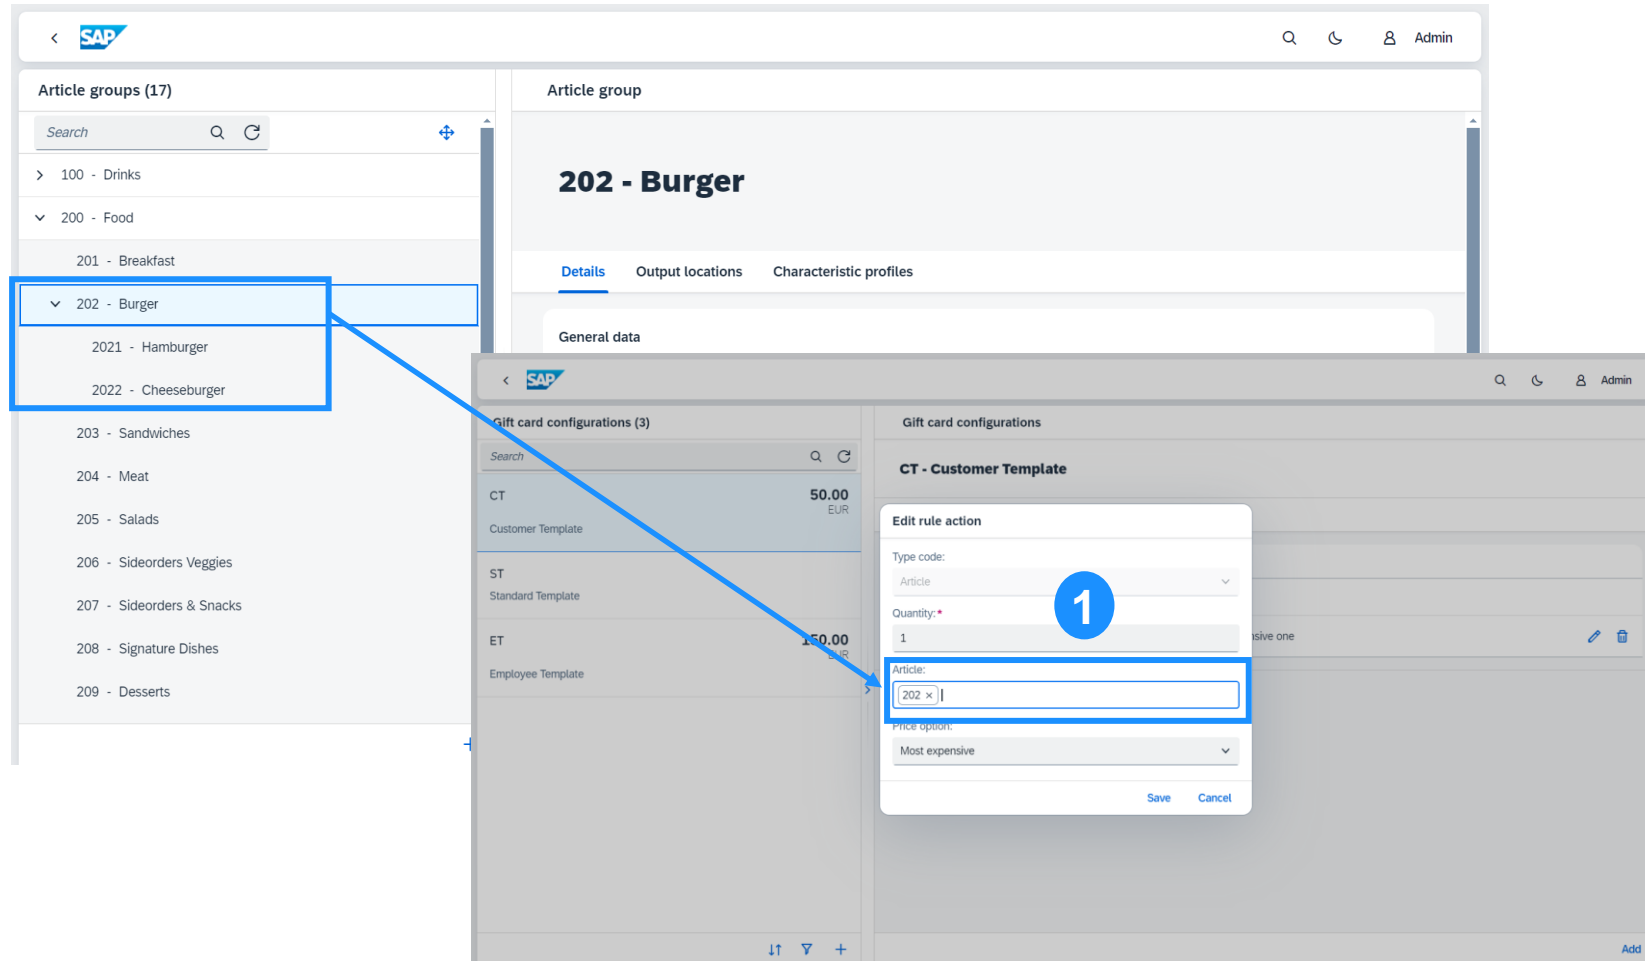 SAP
Admin
Article groups (17)
Search
100 - Drinks
200 - Food
201 - Breakfast
202 - Burger
2021 - Hamburger
2022 - Cheeseburger
203 - Sandwiches
204 - Meat
205 - Salads
206 - Sideorders Veggies
207 - Sideorders & Snacks
208 - Signature Dishes
209 - Desserts
Article group
202 - Burger
Details Output locations Characteristic profiles
General data
SAP
Admin
Gift card configurations (3)
Search
CT 50.00
EUR
Customer Template
ST
Standard Template
ET 150.00
EUR
Employee Template
Gift card configurations
CT - Customer Template
Edit rule action
Type code:
Article
1
Quantity:*
1
Article:
202 ×
Price option:
Most expensive
Save Cancel
one
Add